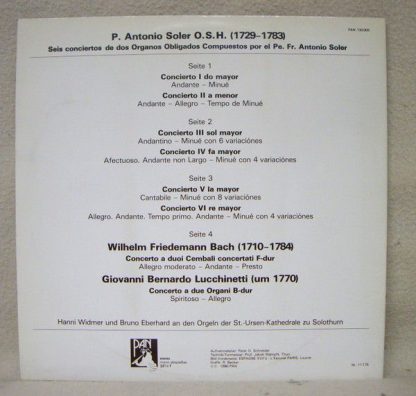 P. Antonio Soler O.S.H. (1729–1783)
Seis conciertos de dos Organos Obligados Compuestos por el Pe. Fr. Antonio Soler
Seite 1
Concierto I do mayor
Andante – Minué
Concierto II a menor
Andante – Allegro – Tempo de Minué
Seite 2
Concierto III sol mayor
Andantino – Minué con 6 variaciónes
Concierto IV fa mayor
Afectuoso. Andante non Largo – Minué con 4 variaciónes
Seite 3
Concierto V la mayor
Cantabile – Minué con 8 variaciónes
Concierto VI re mayor
Allegro. Andante. Tempo primo. Andante – Minué con 4 variaciónes
Seite 4
Wilhelm Friedemann Bach (1710–1784)
Concerto a duoi Cembali concertati F-dur
Allegro moderato – Andante – Presto
Giovanni Bernardo Lucchinetti (um 1770)
Concerto a due Organi B-dur
Spiritoso – Allegro
Hanni Widmer und Bruno Eberhard an den Orgeln der St.-Ursen-Kathedrale zu Solothurn
PAN
stereo